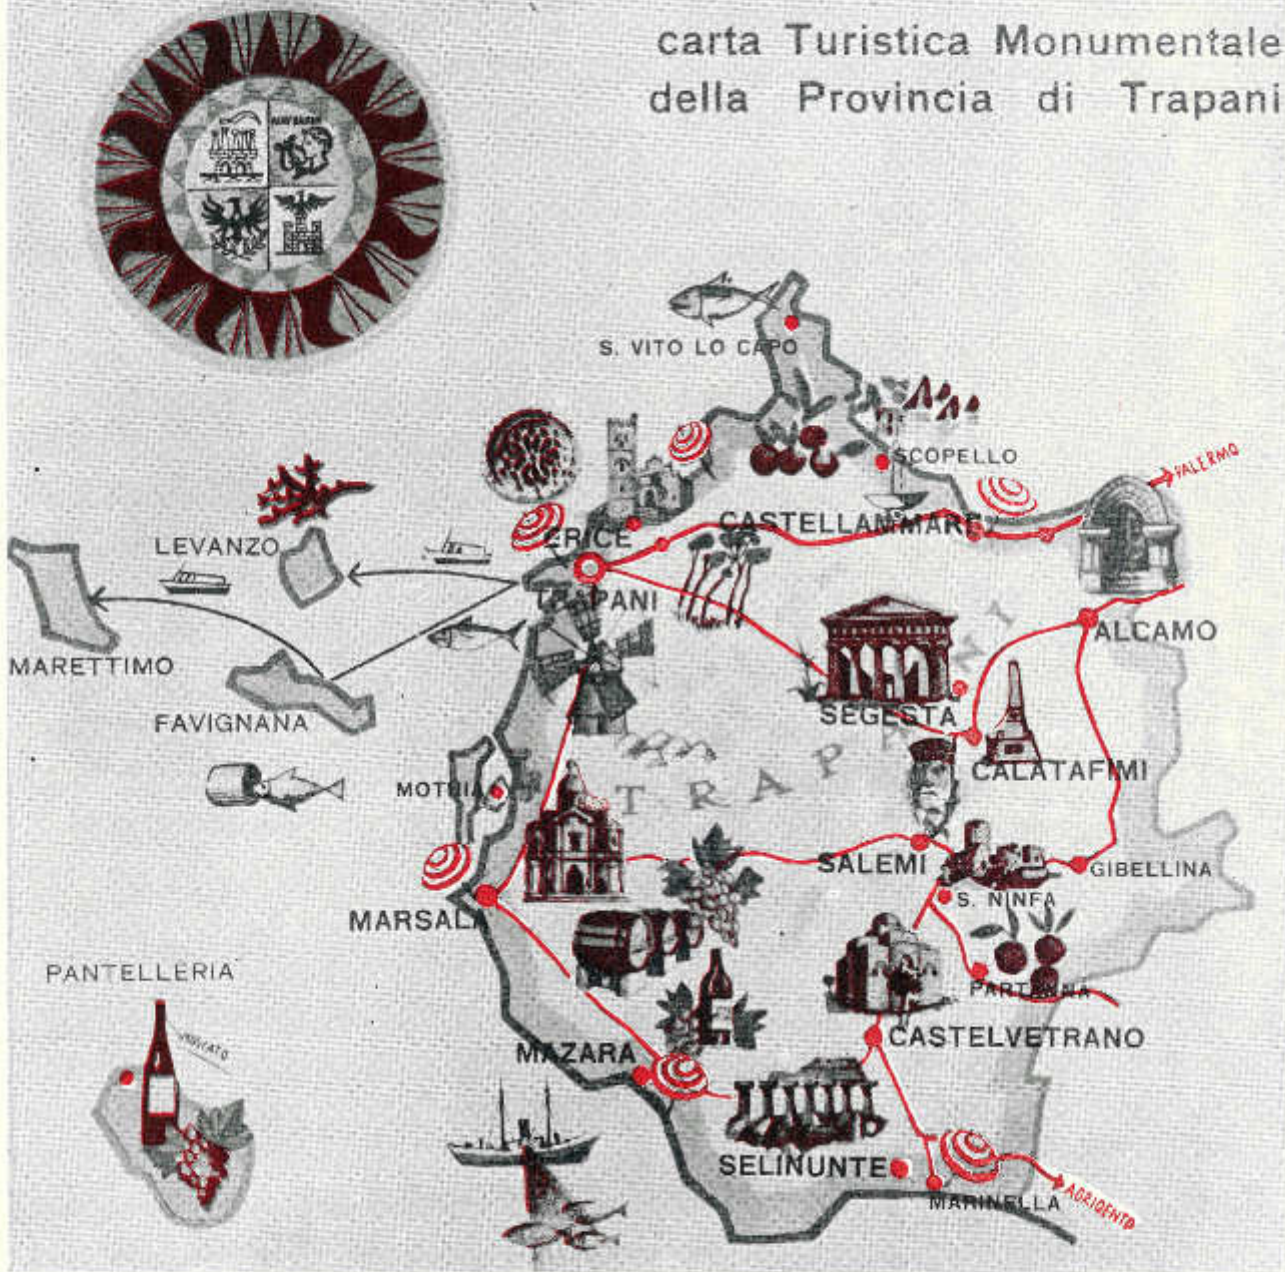 carta Turistica Monumentale
della Provincia di Trapani
S. VITO LO CAPO
SCOPELLO
PALERMO
CASTELLAMMARE
ERICE
LEVANZO
TRAPANI
ALCAMO
MARETTIMO
FAVIGNANA
SEGESTA
CALATAFIMI
MOTHIA
TRAPANI
SALEMI
GIBELLINA
S. NINFA
MARSALA
PANTELLERIA
PARTANNA
MOSCATO
CASTELVETRANO
MAZARA
SELINUNTE
MARINELLA
AGRIGENTO